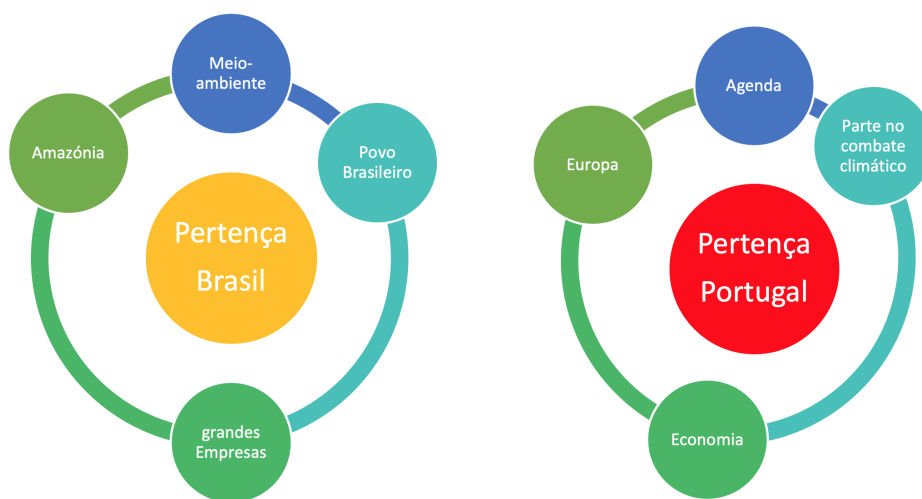 Meio-
ambiente
Amazónia
Povo
Brasileiro
Pertença
Brasil
grandes
Empresas
Agenda
Parte no
combate
climático
Europa
Pertença
Portugal
Economia